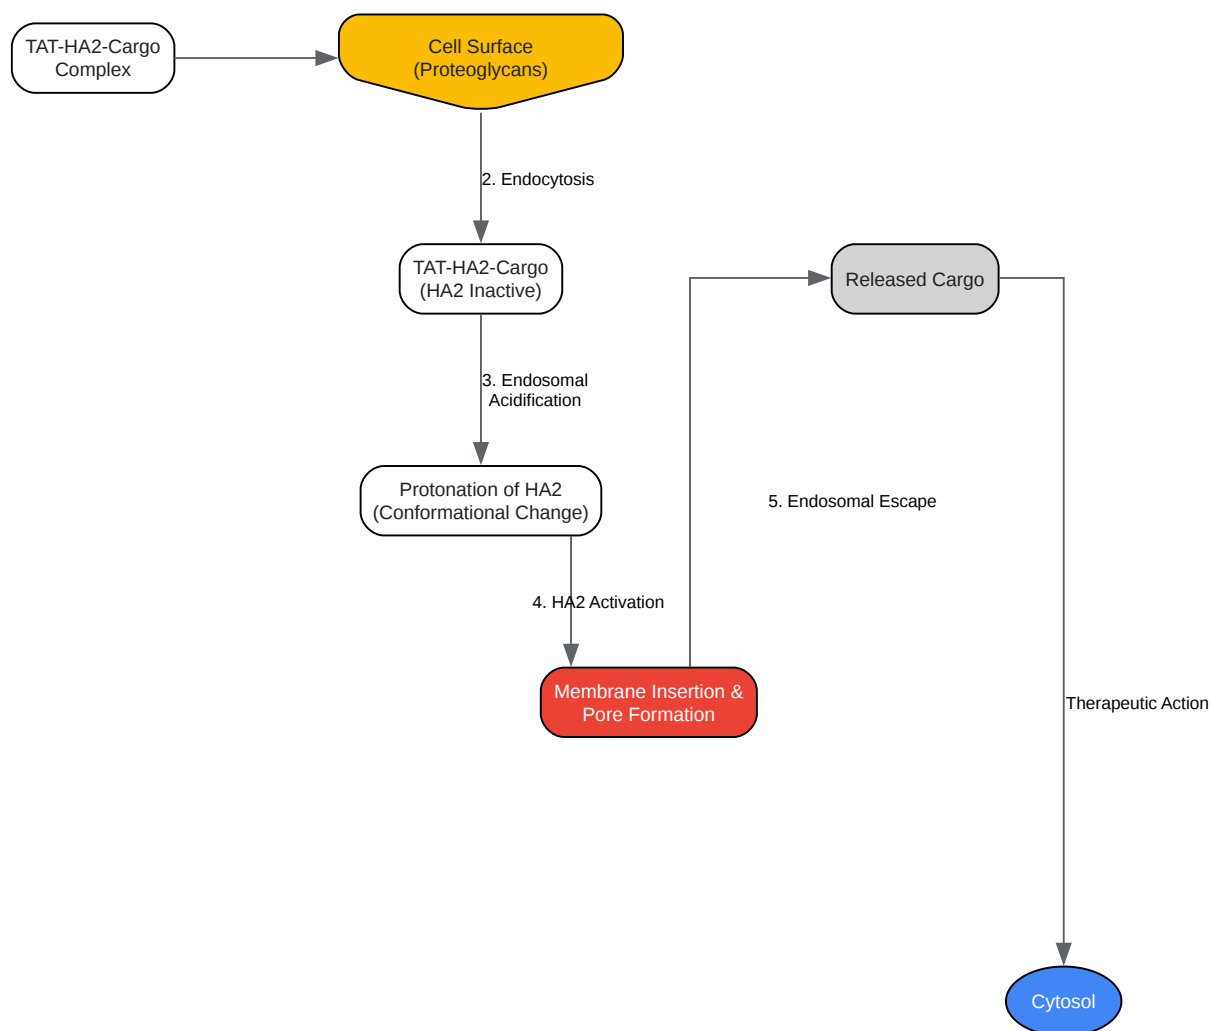 TAT-HA2-Cargo
Complex
Cell Surface
(Proteoglycans)
2. Endocytosis
TAT-HA2-Cargo
(HA2 Inactive)
Released Cargo
3. Endosomal
Acidification
Protonation of HA2
(Conformational Change)
5. Endosomal Escape
4. HA2 Activation
Membrane Insertion &
Pore Formation
Therapeutic Action
Cytosol